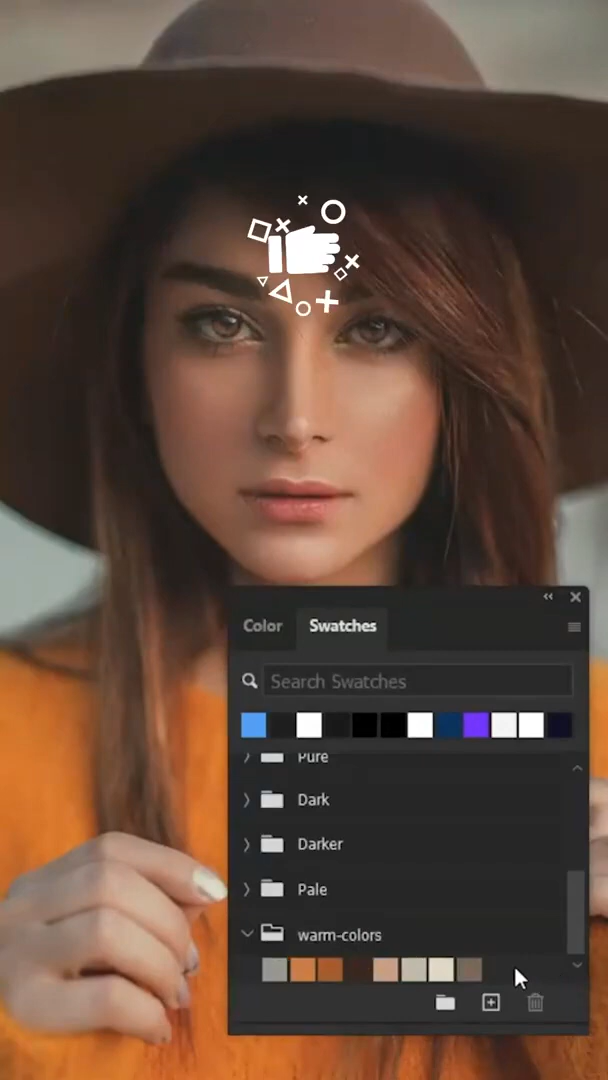 Color
Swatches
Search Swatches
Pure
Dark
Darker
Pale
warm-colors